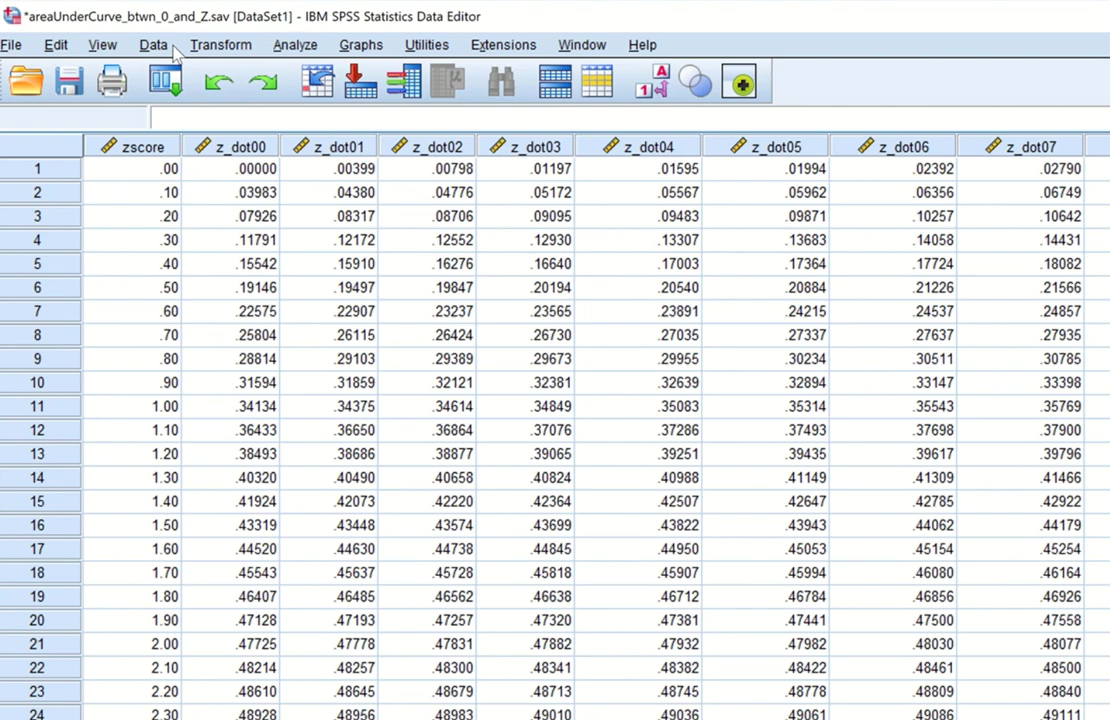 *areaUnderCurve_btwn_0_and_Z.sav [DataSet1] - IBM SPSS Statistics Data Editor
File Edit View Data Transform Analyze Graphs Utilities Extensions Window Help
zscore z_dot00 z_dot01 z_dot02 z_dot03 z_dot04 z_dot05 z_dot06 z_dot07
1 .00 .00000 .00399 .00798 .01197 .01595 .01994 .02392 .02790
2 .10 .03983 .04380 .04776 .05172 .05567 .05962 .06356 .06749
3 .20 .07926 .08317 .08706 .09095 .09483 .09871 .10257 .10642
4 .30 .11791 .12172 .12552 .12930 .13307 .13683 .14058 .14431
5 .40 .15542 .15910 .16276 .16640 .17003 .17364 .17724 .18082
6 .50 .19146 .19497 .19847 .20194 .20540 .20884 .21226 .21566
7 .60 .22575 .22907 .23237 .23565 .23891 .24215 .24537 .24857
8 .70 .25804 .26115 .26424 .26730 .27035 .27337 .27637 .27935
9 .80 .28814 .29103 .29389 .29673 .29955 .30234 .30511 .30785
10 .90 .31594 .31859 .32121 .32381 .32639 .32894 .33147 .33398
11 1.00 .34134 .34375 .34614 .34849 .35083 .35314 .35543 .35769
12 1.10 .36433 .36650 .36864 .37076 .37286 .37493 .37698 .37900
13 1.20 .38493 .38686 .38877 .39065 .39251 .39435 .39617 .39796
14 1.30 .40320 .40490 .40658 .40824 .40988 .41149 .41309 .41466
15 1.40 .41924 .42073 .42220 .42364 .42507 .42647 .42785 .42922
16 1.50 .43319 .43448 .43574 .43699 .43822 .43943 .44062 .44179
17 1.60 .44520 .44630 .44738 .44845 .44950 .45053 .45154 .45254
18 1.70 .45543 .45637 .45728 .45818 .45907 .45994 .46080 .46164
19 1.80 .46407 .46485 .46562 .46638 .46712 .46784 .46856 .46926
20 1.90 .47128 .47193 .47257 .47320 .47381 .47441 .47500 .47558
21 2.00 .47725 .47778 .47831 .47882 .47932 .47982 .48030 .48077
22 2.10 .48214 .48257 .48300 .48341 .48382 .48422 .48461 .48500
23 2.20 .48610 .48645 .48679 .48713 .48745 .48778 .48809 .48840
24 2.30 .48928 .48956 .48983 .49010 .49036 .49061 .49086 .49111